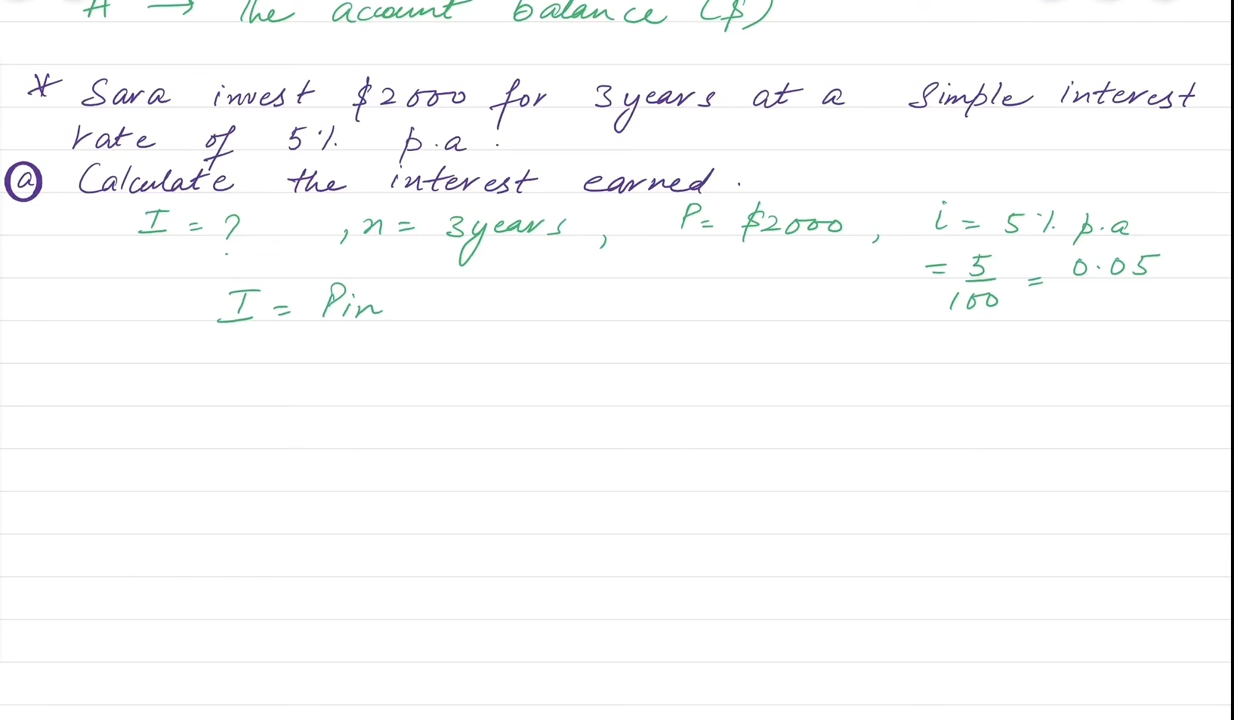 A → The account balance ($)
* Sara invest $2000 for 3 years at a simple interest
rate of 5% p.a.
(a) Calculate the interest earned.
I = ? , n = 3 years, P = $2000, i = 5% p.a
= 5/100 = 0.05
I = Pin